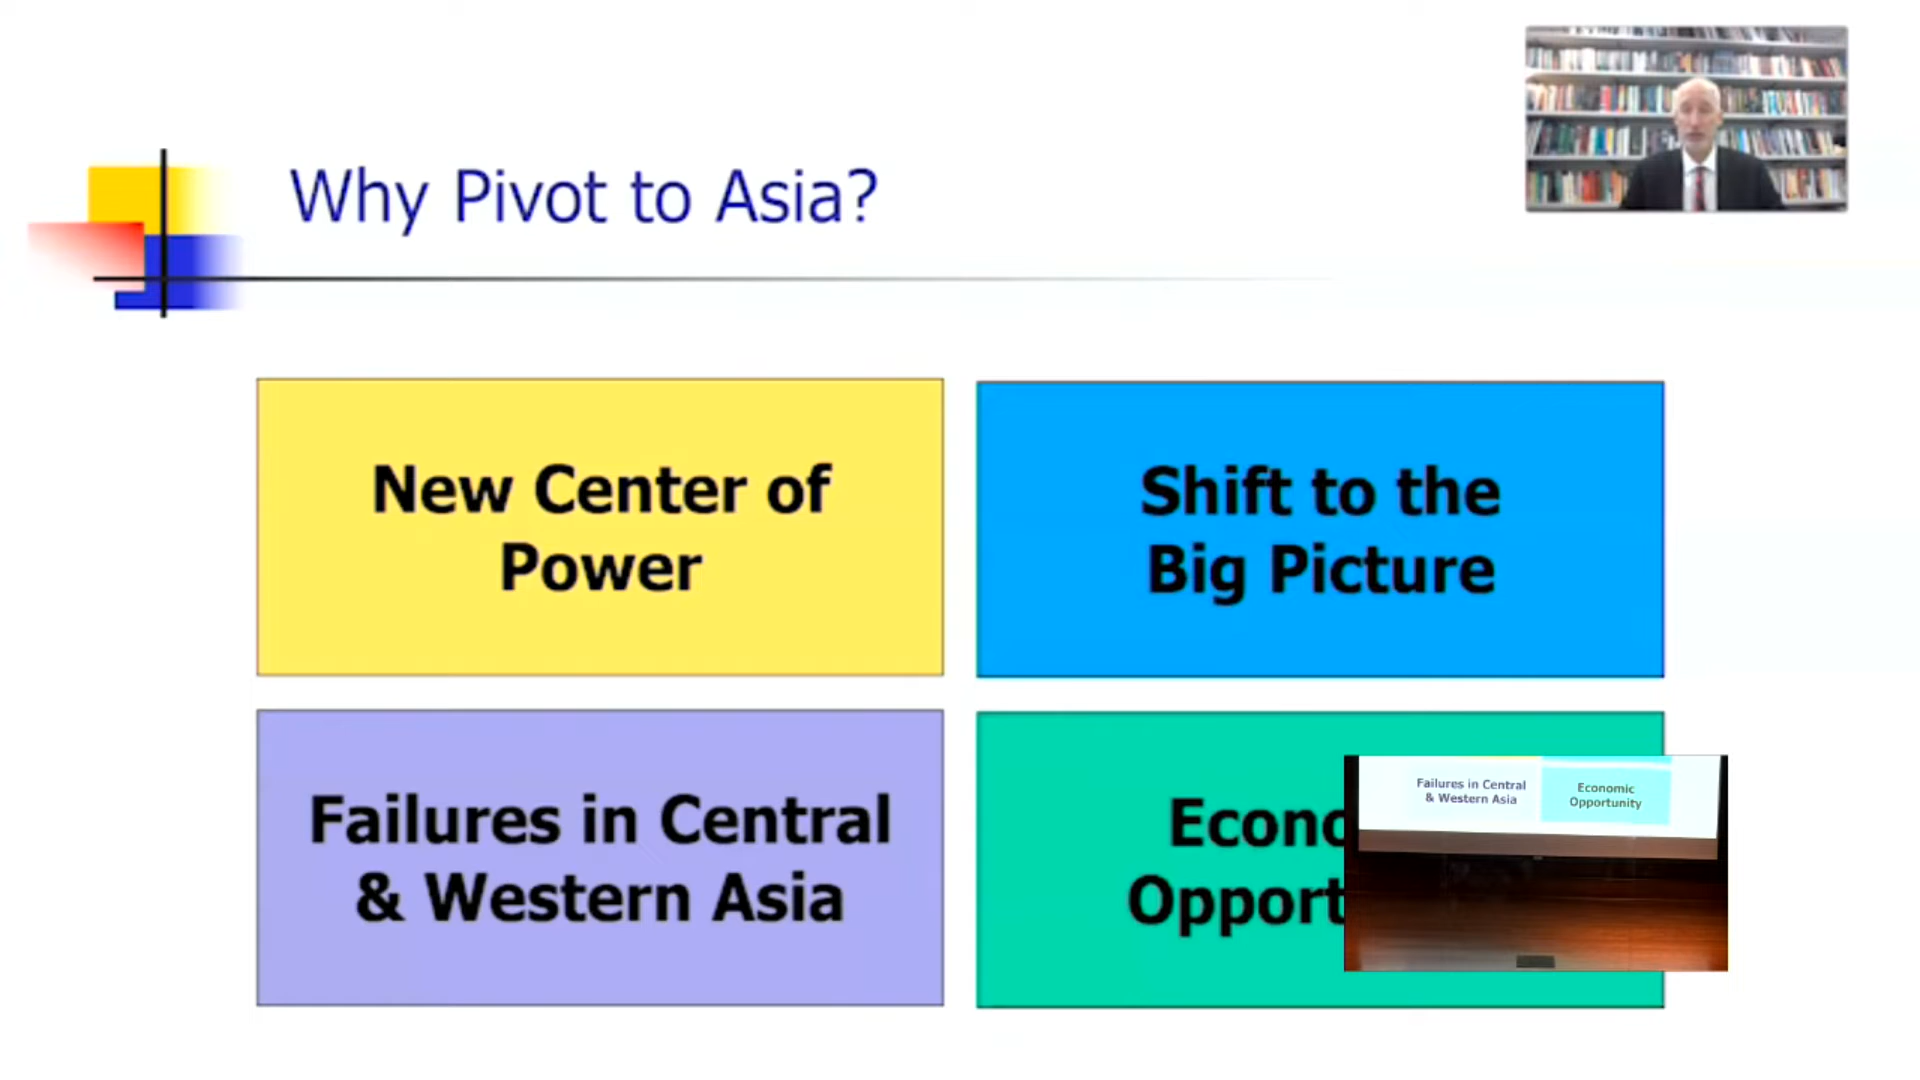 Why Pivot to Asia?
New Center of
Power
Shift to the
Big Picture
Failures in Central
& Western Asia
Econo
Opport
Failures in Central
& Western Asia
Economic
Opportunity